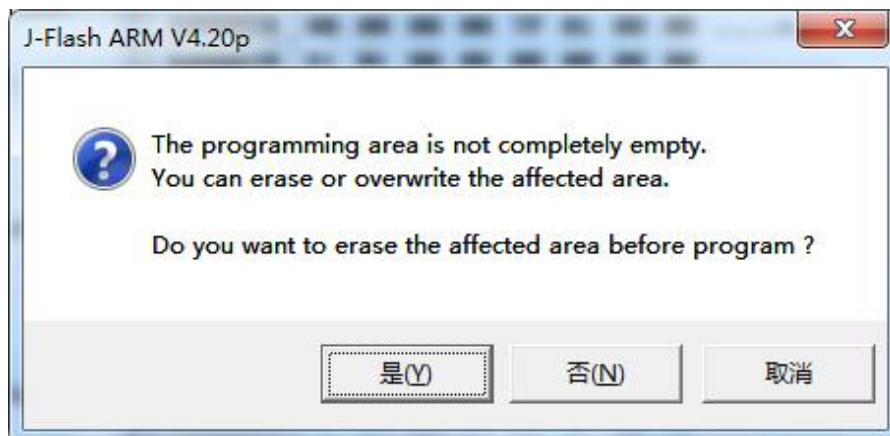 J-Flash ARM V4.20p
The programming area is not completely empty.
You can erase or overwrite the affected area.
Do you want to erase the affected area before program ?
是(Y)
否(N)
取消